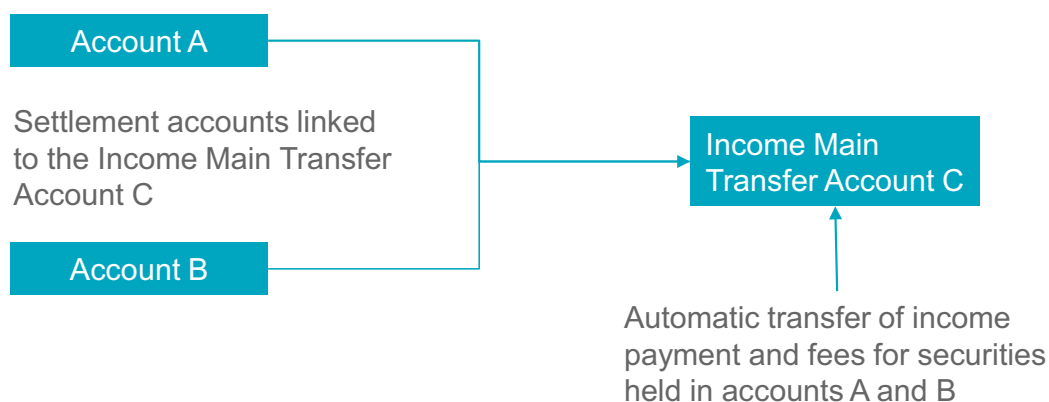 Account A
Settlement accounts linked
to the Income Main Transfer
Account C
Income Main
Transfer Account C
Account B
Automatic transfer of income
payment and fees for securities
held in accounts A and B